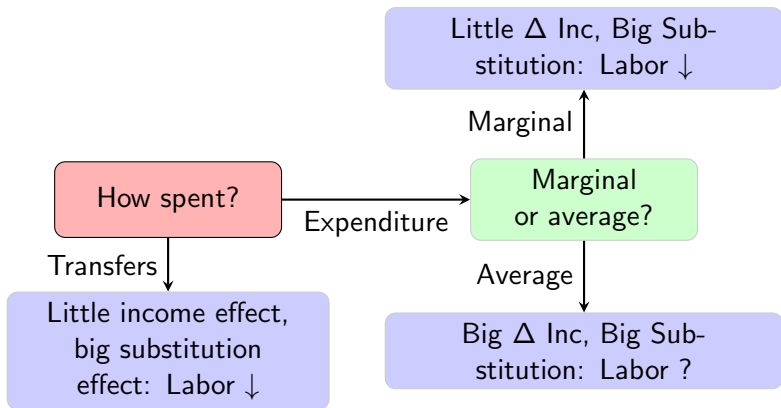 Little Δ Inc, Big Sub-
stitution: Labor ↓
Marginal
How spent?
Expenditure
Marginal
or average?
Transfers
Average
Little income effect,
big substitution
effect: Labor ↓
Big Δ Inc, Big Sub-
stitution: Labor ?